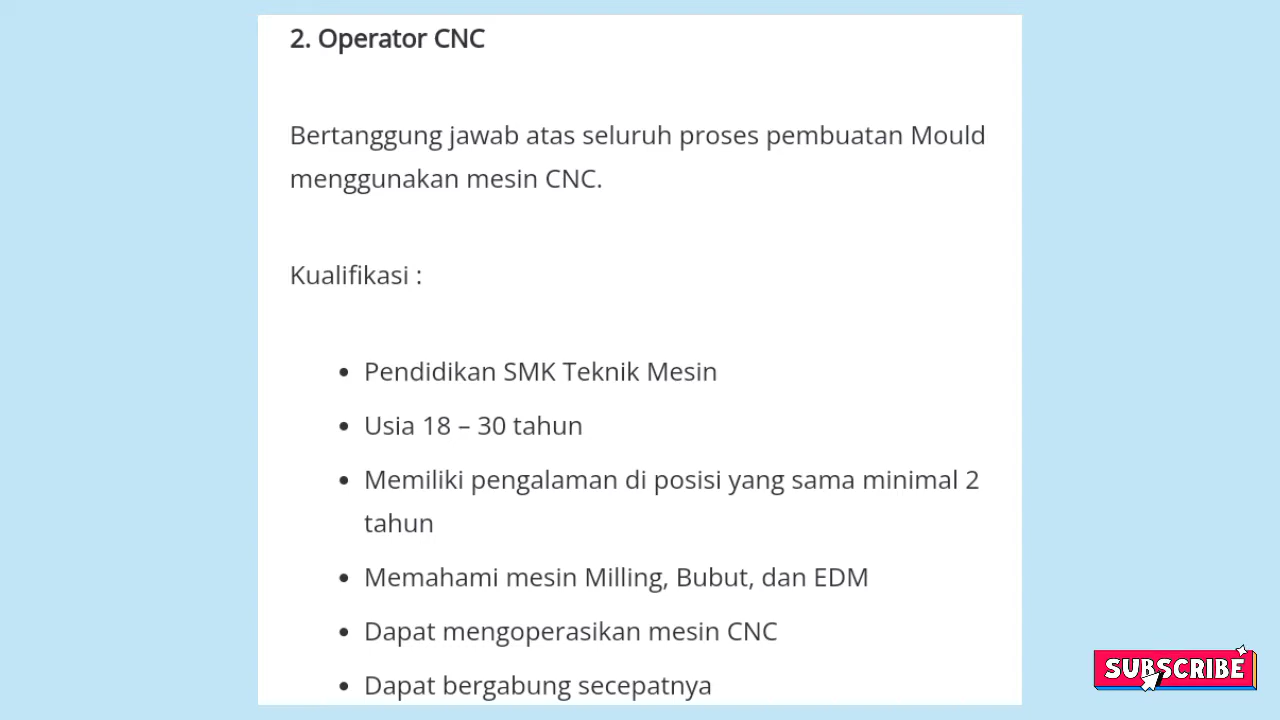 2. Operator CNC
Bertanggung jawab atas seluruh proses pembuatan Mould
menggunakan mesin CNC.
Kualifikasi :
• Pendidikan SMK Teknik Mesin
• Usia 18 – 30 tahun
• Memiliki pengalaman di posisi yang sama minimal 2
tahun
• Memahami mesin Milling, Bubut, dan EDM
• Dapat mengoperasikan mesin CNC
• Dapat bergabung secepatnya
SUBSCRIBE